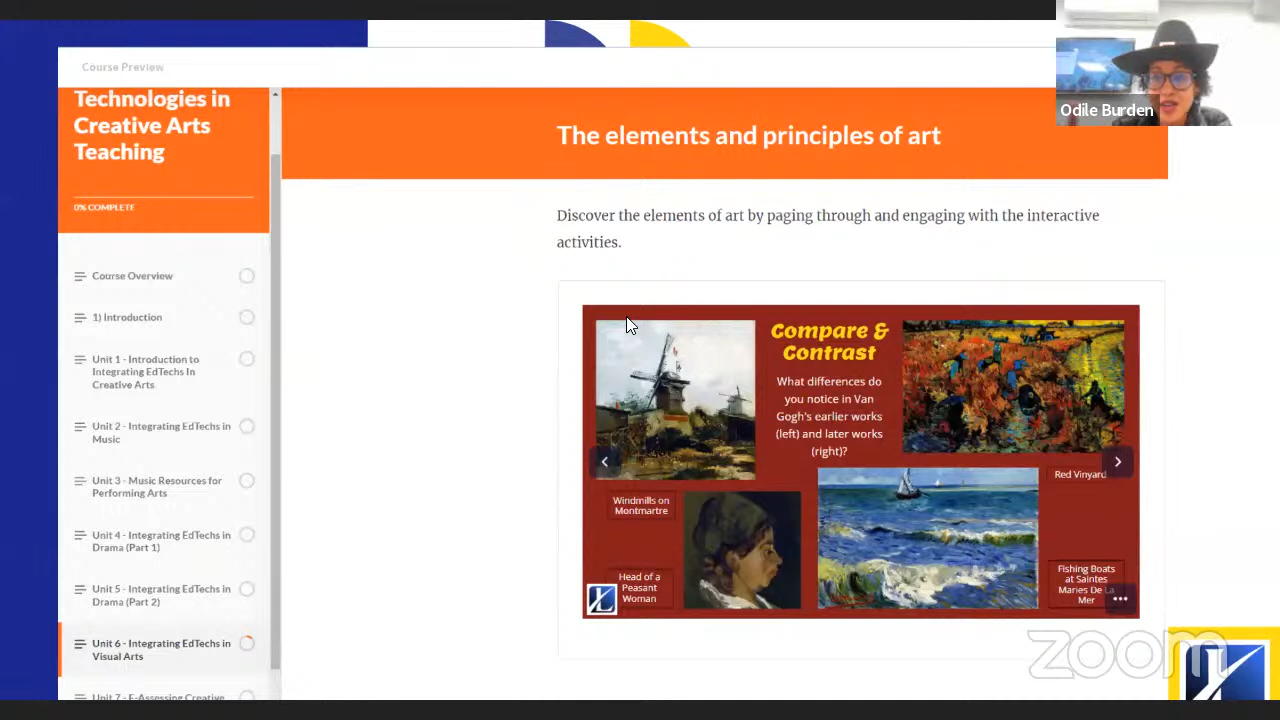 Course Preview
Technologies in
Creative Arts
Teaching
0% COMPLETE
Course Overview
1) Introduction
Unit 1 - Introduction to
Integrating EdTechs In
Creative Arts
Unit 2 - Integrating EdTechs in
Music
Unit 3 - Music Resources for
Performing Arts
Unit 4 - Integrating EdTechs in
Drama (Part 1)
Unit 5 - Integrating EdTechs in
Drama (Part 2)
Unit 6 - Integrating EdTechs in
Visual Arts
Unit 7 - E-Assessing Creative
The elements and principles of art
Discover the elements of art by paging through and engaging with the interactive
activities.
Compare &
Contrast
What differences do
you notice in Van
Gogh's earlier works
(left) and later works
(right)?
Windmills on
Montmartre
Red Vinyard
Head of a
Peasant
Woman
Fishing Boats
at Saintes
Maries De La
Mer
Odile Burden
zoom